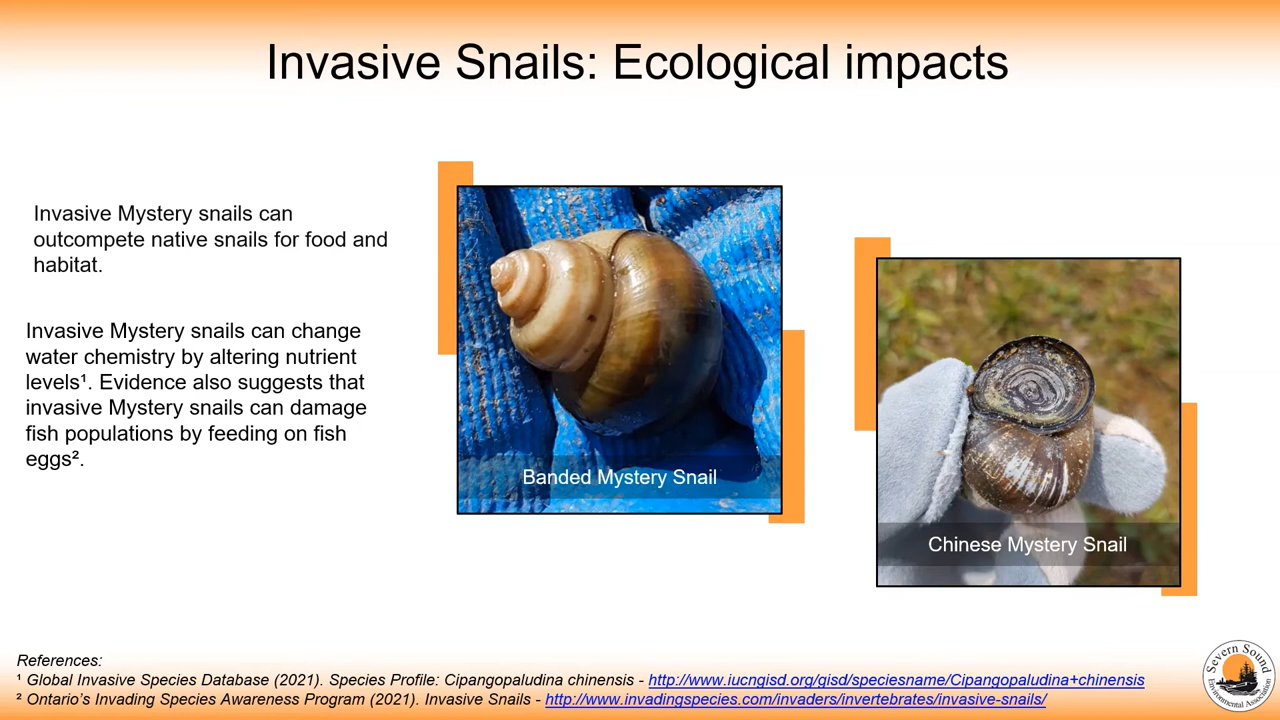 Invasive Snails: Ecological impacts
Invasive Mystery snails can
outcompete native snails for food and
habitat.
Invasive Mystery snails can change
water chemistry by altering nutrient
levels¹. Evidence also suggests that
invasive Mystery snails can damage
fish populations by feeding on fish
eggs².
Banded Mystery Snail
Chinese Mystery Snail
References:
¹ Global Invasive Species Database (2021). Species Profile: Cipangopaludina chinensis - http://www.iucngisd.org/gisd/speciesname/Cipangopaludina+chinensis
² Ontario's Invading Species Awareness Program (2021). Invasive Snails - http://www.invadingspecies.com/invaders/invertebrates/invasive-snails/
Severn Sound
Environmental Association